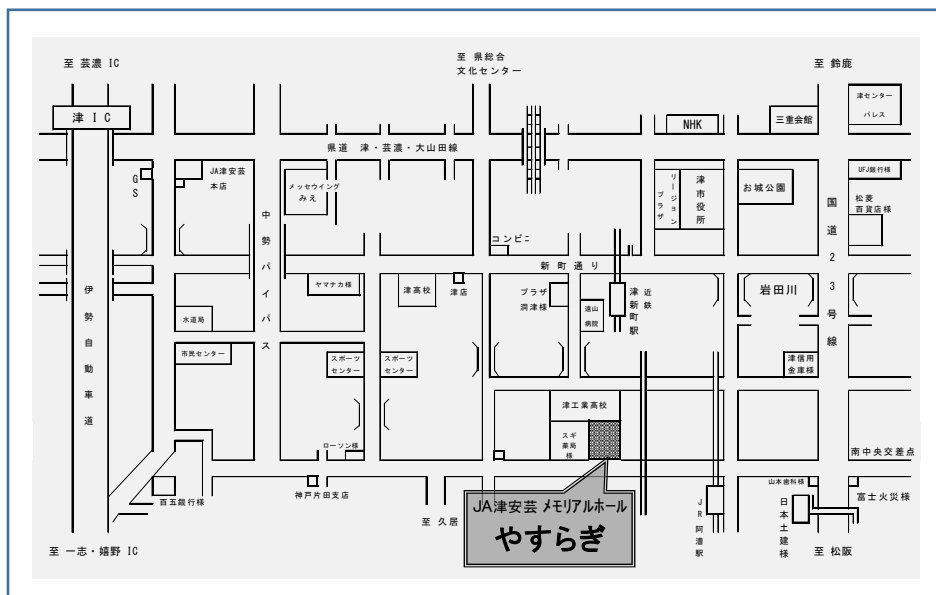 至 芸濃 IC
至 県総合
文化センター
至 鈴鹿
津 I C
NHK
三重会館
津センター
パレス
県道 津・芸濃・大山田線
GS
JA津安芸
本店
メッセウイング
みえ
中勢バイパス
コンビニ
リージョン
プラザ
津市役所
お城公園
国道23号線
UFJ銀行様
松菱
百貨店様
新町通り
伊勢自動車道
水道局
ヤマナカ様
津高校
津店
プラザ
洞津様
遠山
病院
近鉄
津新町駅
岩田川
市民センター
スポーツ
センター
スポーツ
センター
津信用
金庫様
津工業高校
スギ
薬局
様
ローソン様
南中央交差点
百五銀行様
神戸片田支店
至 久居
JA津安芸 メモリアルホール
やすらぎ
JR阿漕駅
山本歯科様
日本土建様
富士火災様
至 一志・嬉野 IC
至 松阪